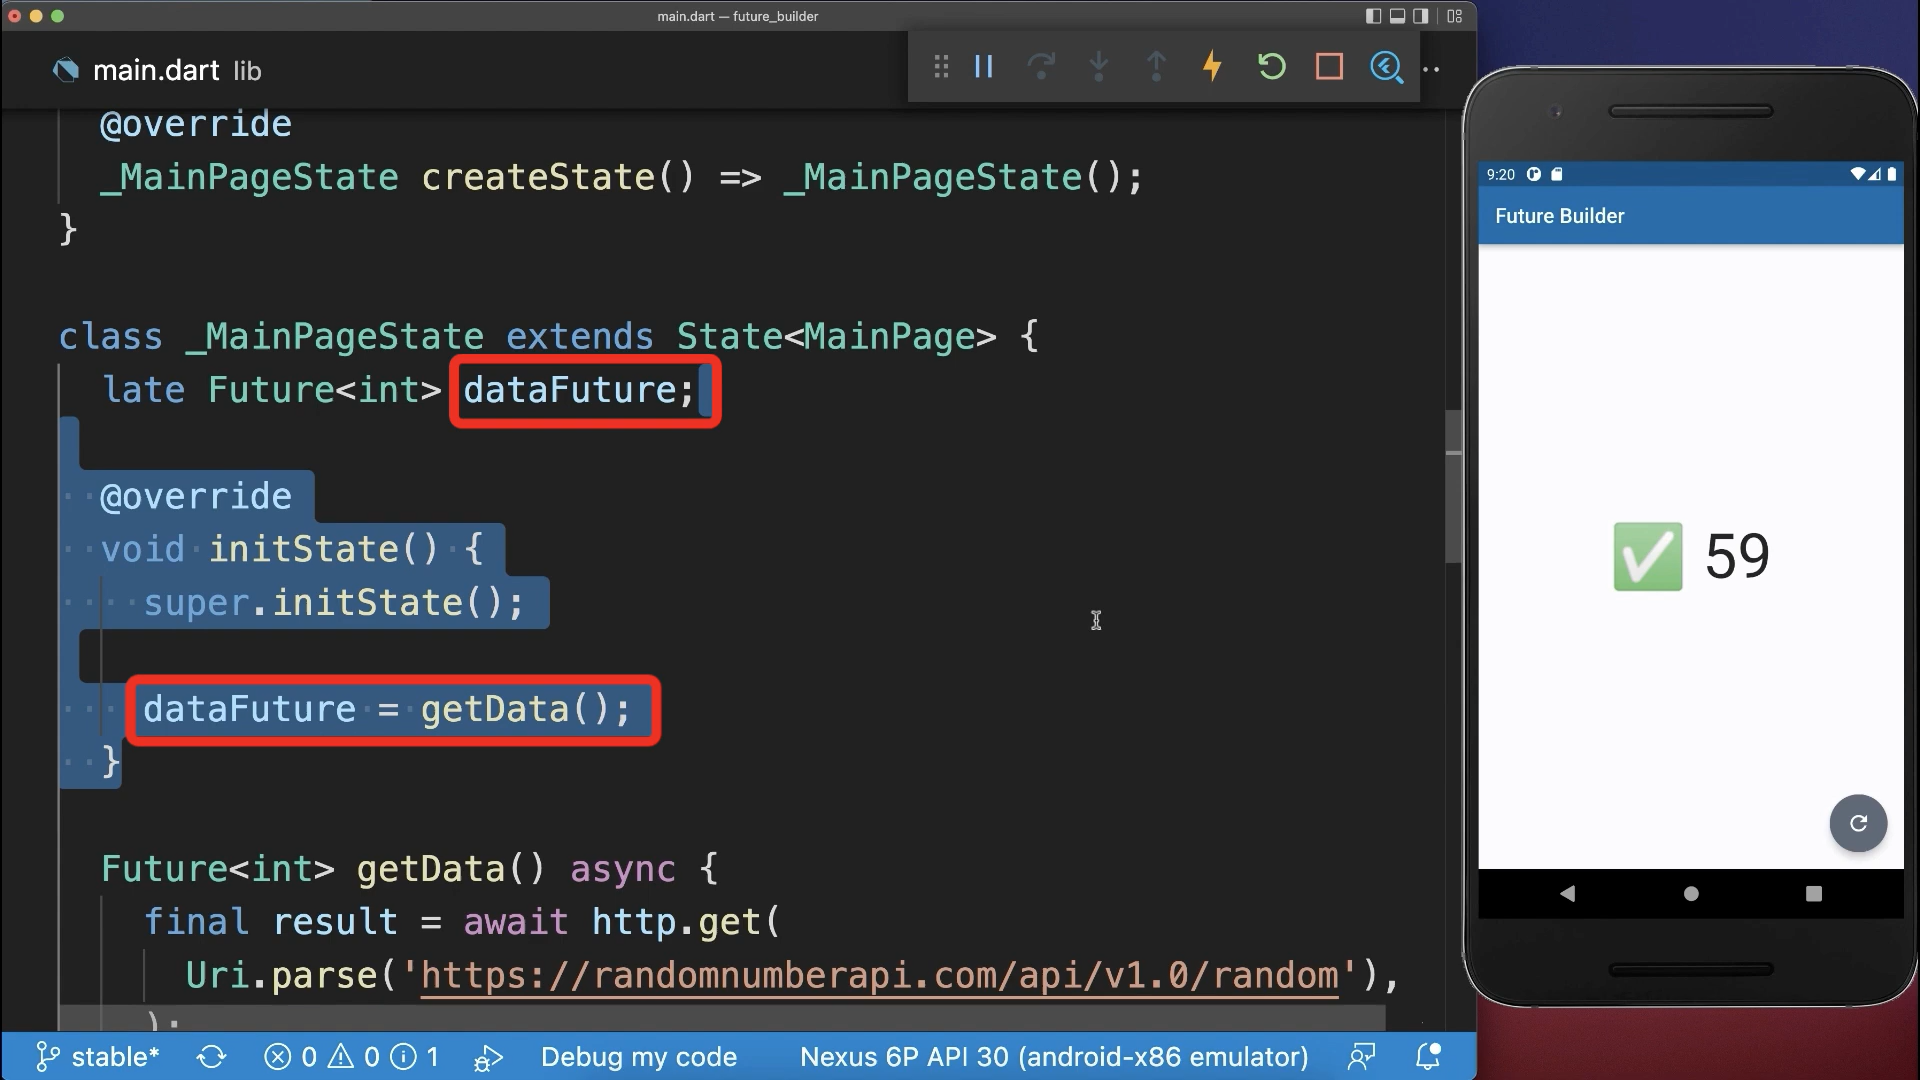 main.dart — future_builder
main.dart lib
@override
_MainPageState createState() => _MainPageState();
}
class _MainPageState extends State<MainPage> {
late Future<int> dataFuture;
@override
void initState() {
super.initState();
dataFuture = getData();
}
Future<int> getData() async {
final result = await http.get(
Uri.parse('https://randomnumberapi.com/api/v1.0/random'),
);
stable* 0 0 1 Debug my code Nexus 6P API 30 (android-x86 emulator)
9:20
Future Builder
✅ 59